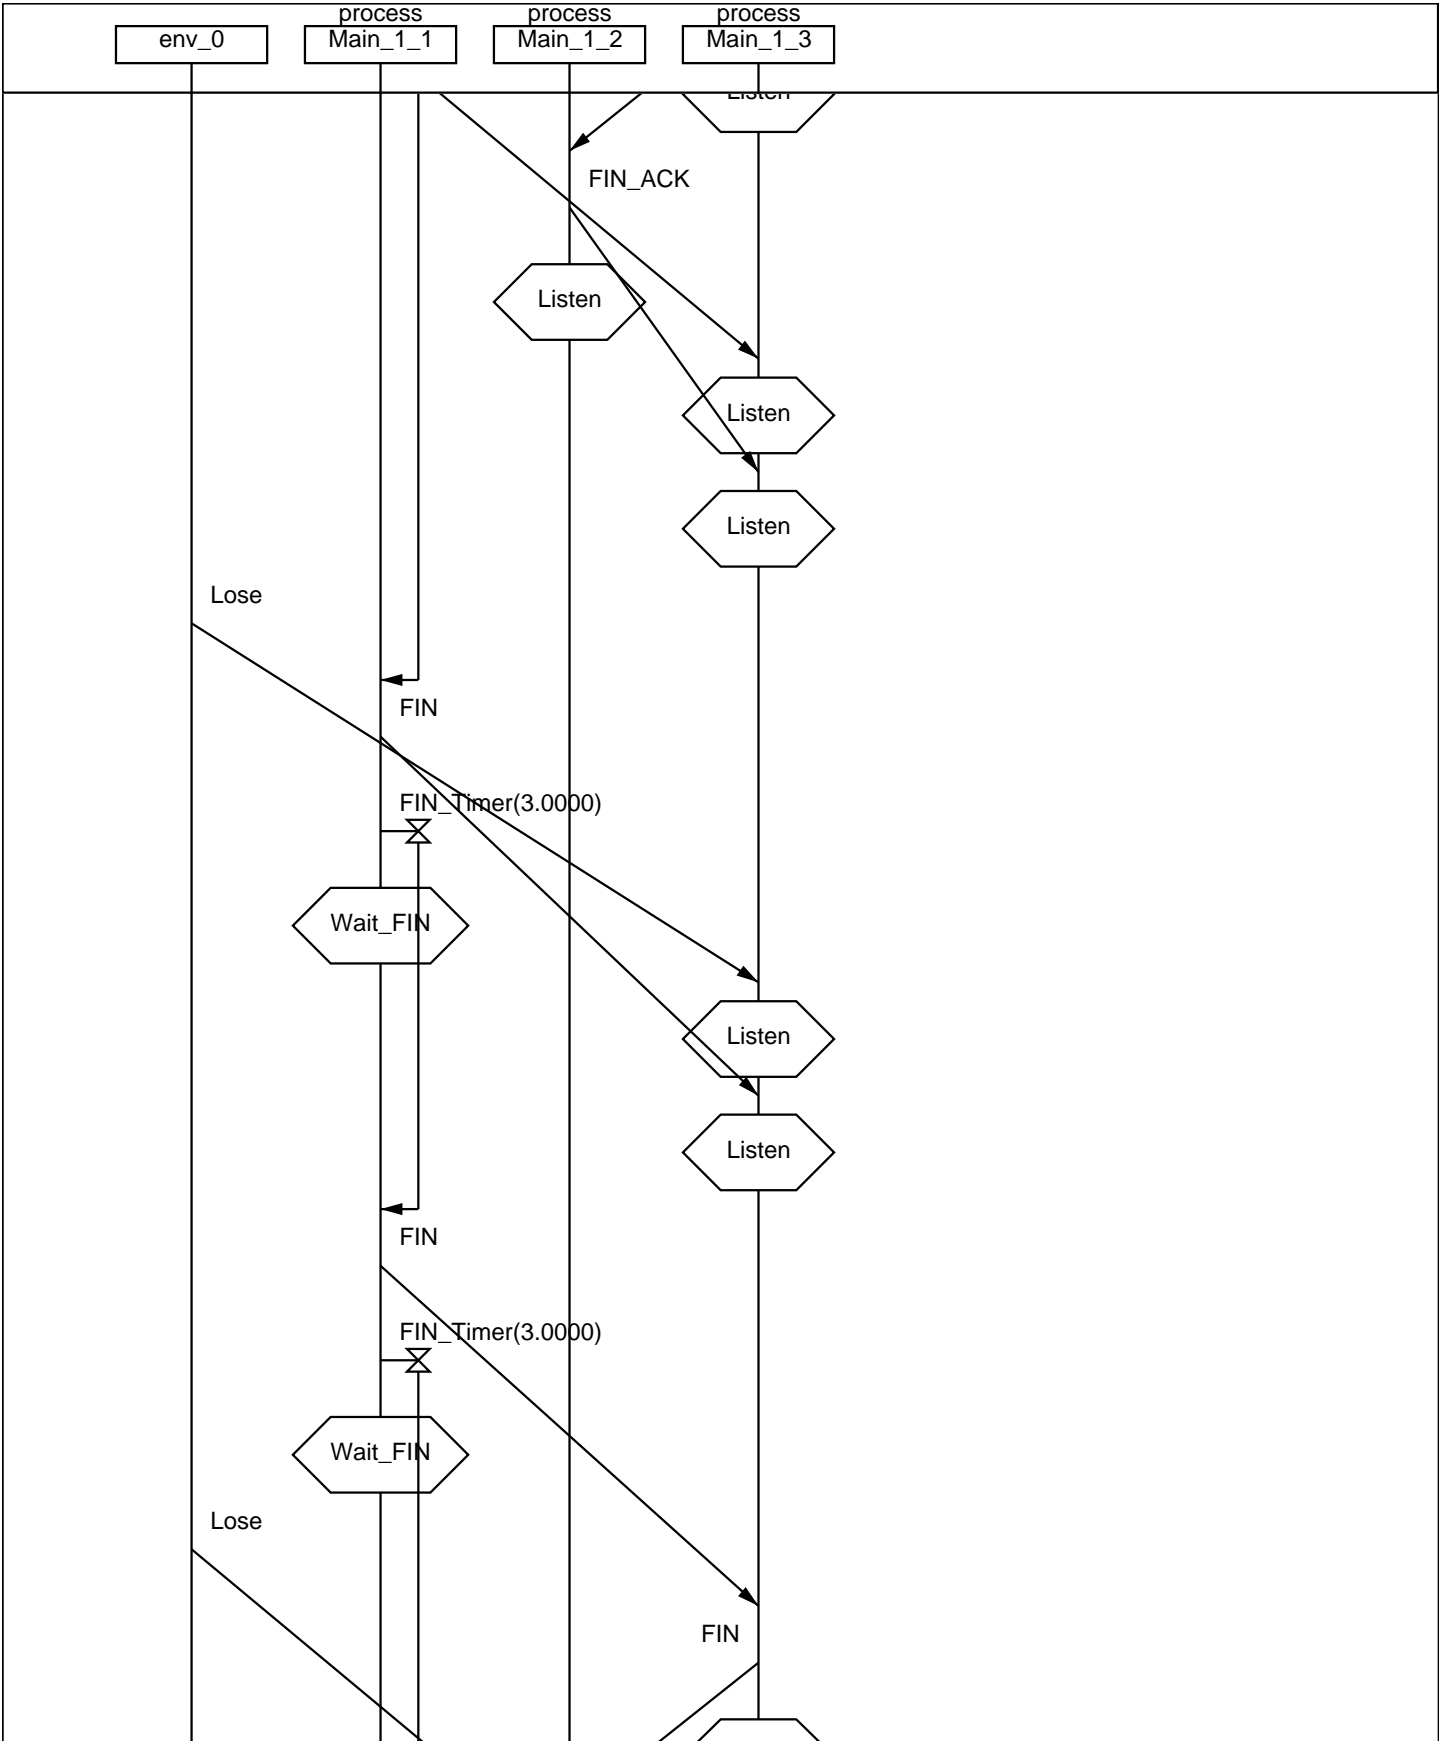 process process process
env_0 Main_1_1 Main_1_2 Main_1_3
Listen
FIN_ACK
Listen
Listen
Listen
Lose
FIN
FIN_Timer(3.0000)
Wait_FIN
Listen
Listen
FIN
FIN_Timer(3.0000)
Wait_FIN
Lose
FIN